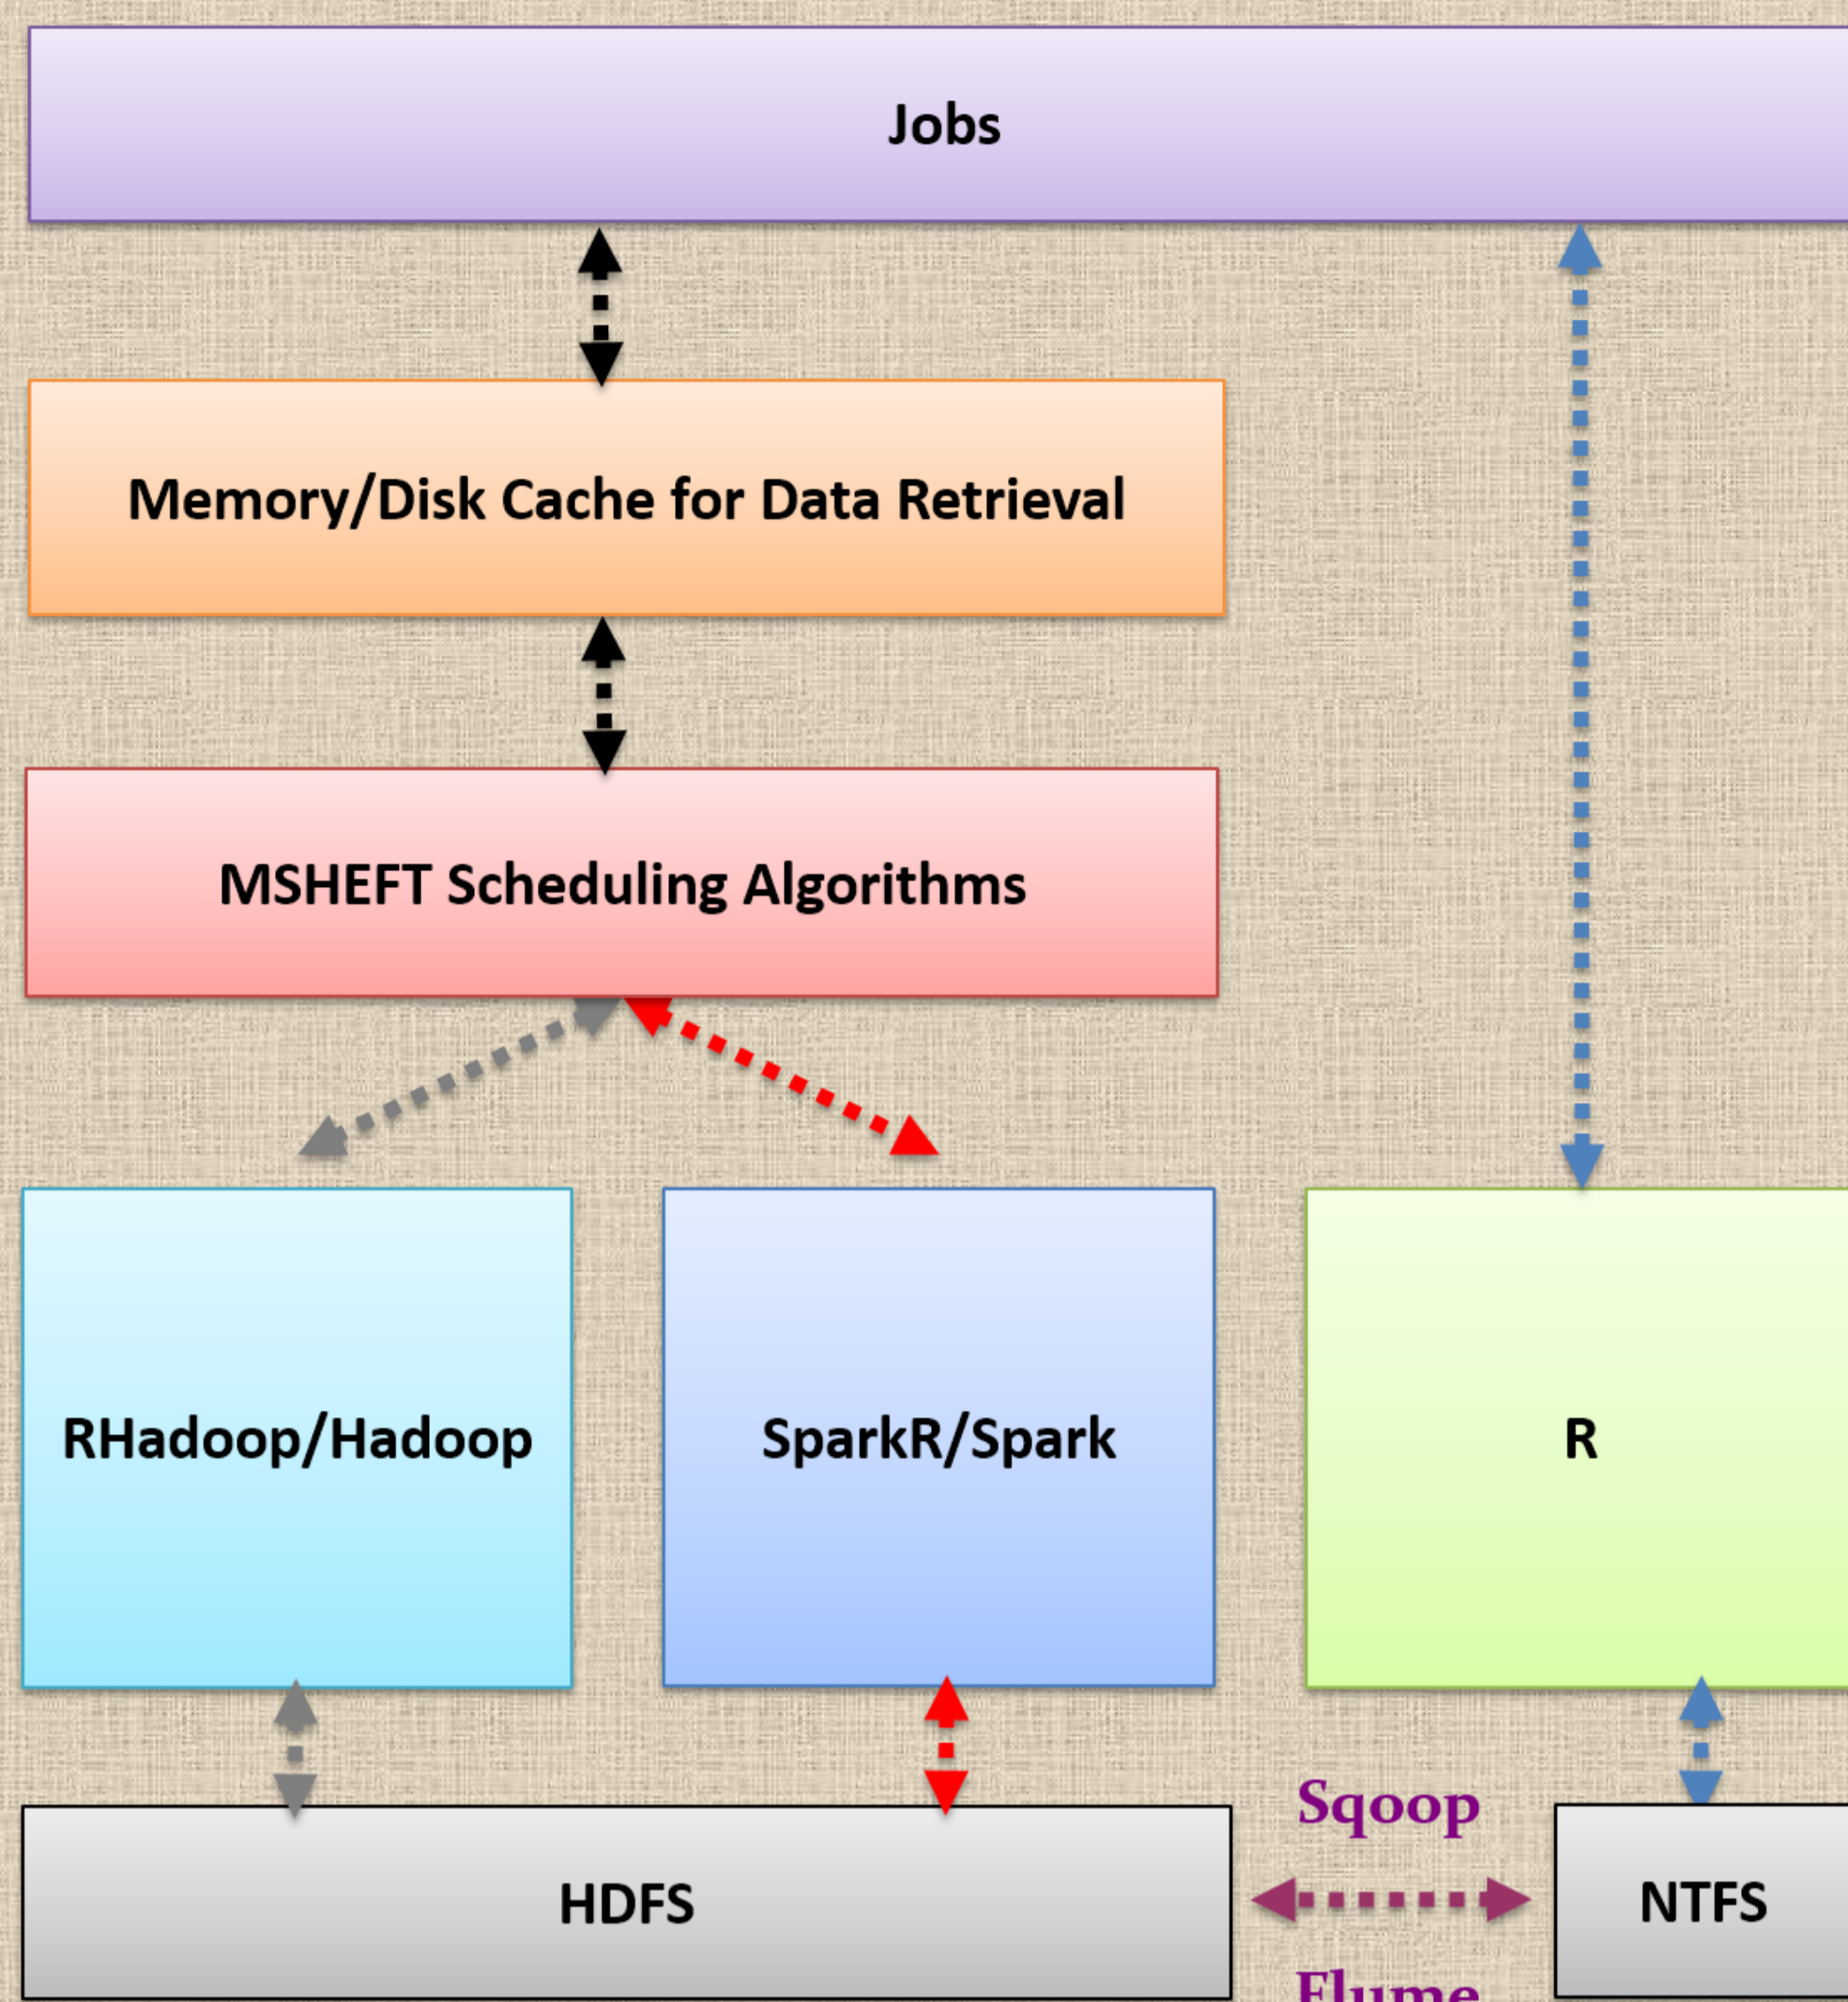 Jobs
Memory/Disk Cache for Data Retrieval
MSHEFT Scheduling Algorithms
RHadoop/Hadoop
SparkR/Spark
R
Sqoop
HDFS
NTFS
Flume